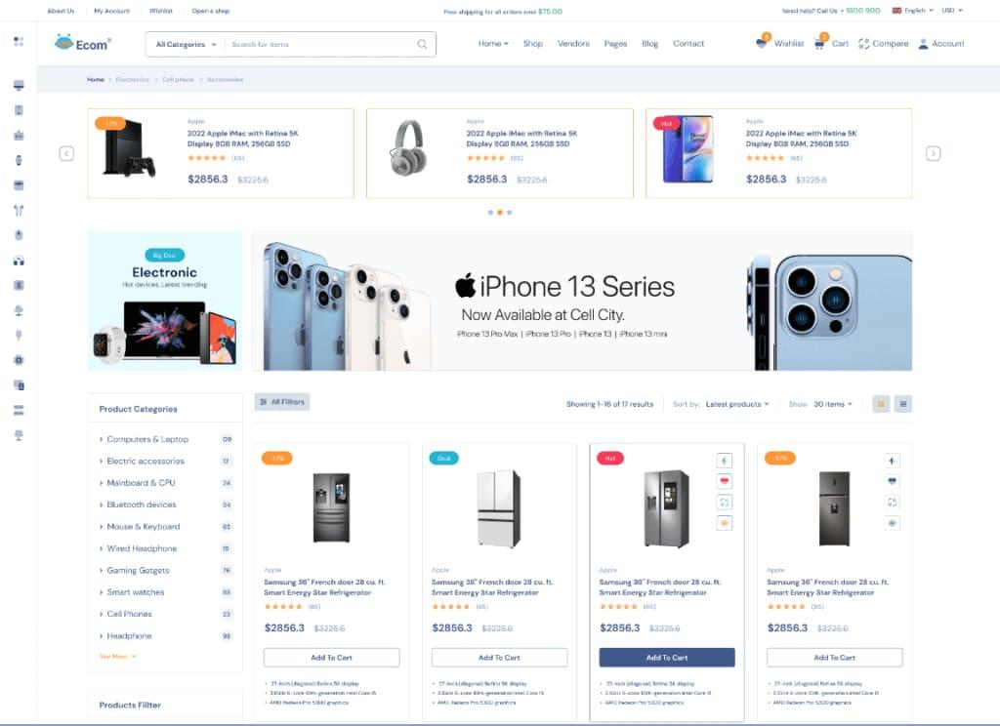 About Us My Account Wishlist Open a shop
Free shipping for all orders over $75.00
Need help? Call Us: + 1800 900 English USD
Ecom®
All Categories Search for items
Home Shop Vendors Pages Blog Contact
5 Wishlist 3 Cart Compare Account
Home Electronics Cell phone Accessories
-17%
Apple
2022 Apple iMac with Retina 5K
Display 8GB RAM, 256GB SSD
(65)
$2856.3 $3225.6
Apple
2022 Apple iMac with Retina 5K
Display 8GB RAM, 256GB SSD
(65)
$2856.3 $3225.6
Hot
Apple
2022 Apple iMac with Retina 5K
Display 8GB RAM, 256GB SSD
(65)
$2856.3 $3225.6
Big Deal
Electronic
Hot devices, Latest trending
iPhone 13 Series
Now Available at Cell City.
iPhone 13 Pro Max | iPhone 13 Pro | iPhone 13 | iPhone 13 mini
Product Categories
Computers & Laptop 09
Electric accessories 12
Mainboard & CPU 24
Bluetooth devices 34
Mouse & Keyboard 65
Wired Headphone 15
Gaming Gatgets 76
Smart watches 89
Cell Phones 23
Headphone 98
See More
Products Fillter
All Fillters
Showing 1-16 of 17 results
Sort by: Latest products
Show 30 items
-17%
Apple
Samsung 36" French door 28 cu. ft.
Smart Energy Star Refrigerator
(65)
$2856.3 $3225.6
Add To Cart
27-inch (diagonal) Retina 5K display
3.1GHz 6-core 10th-generation Intel Core i5
AMD Radeon Pro 5300 graphics
Deal
Apple
Samsung 36" French door 28 cu. ft.
Smart Energy Star Refrigerator
(65)
$2856.3 $3225.6
Add To Cart
27-inch (diagonal) Retina 5K display
3.1GHz 6-core 10th-generation Intel Core i5
AMD Radeon Pro 5300 graphics
Hot
Apple
Samsung 36" French door 28 cu. ft.
Smart Energy Star Refrigerator
(65)
$2856.3 $3225.6
Add To Cart
27-inch (diagonal) Retina 5K display
3.1GHz 6-core 10th-generation Intel Core i5
AMD Radeon Pro 5300 graphics
-17%
Apple
Samsung 36" French door 28 cu. ft.
Smart Energy Star Refrigerator
(65)
$2856.3 $3225.6
Add To Cart
27-inch (diagonal) Retina 5K display
3.1GHz 6-core 10th-generation Intel Core i5
AMD Radeon Pro 5300 graphics